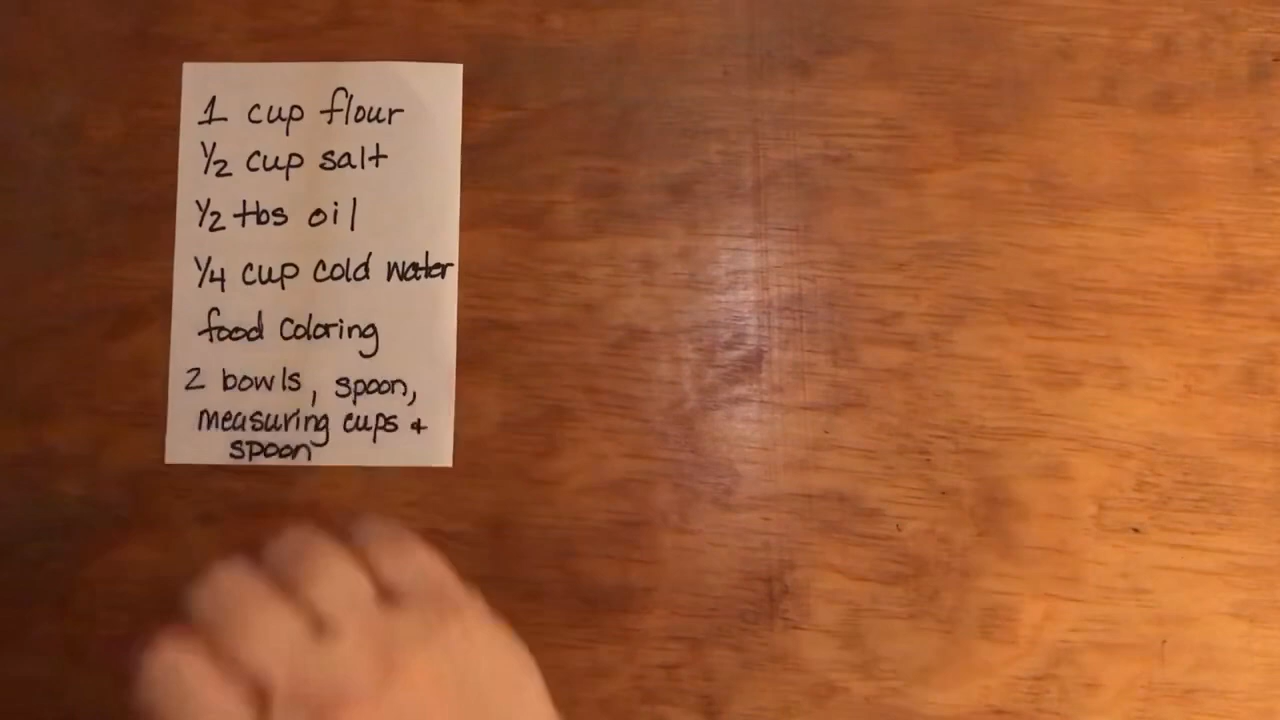 1 cup flour
1/2 cup salt
1/2 tbs oil
1/4 cup cold water
food coloring
2 bowls, spoon,
measuring cups +
spoon